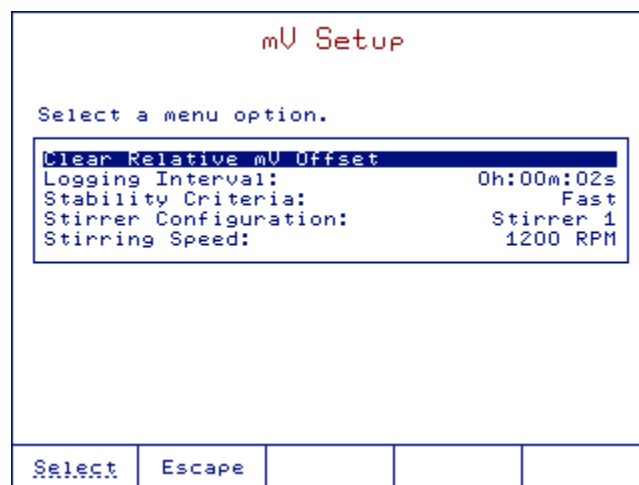 mV Setup
Select a menu option.
Clear Relative mV Offset
Logging Interval: 0h:00m:02s
Stability Criteria: Fast
Stirrer Configuration: Stirrer 1
Stirring Speed: 1200 RPM
Select Escape